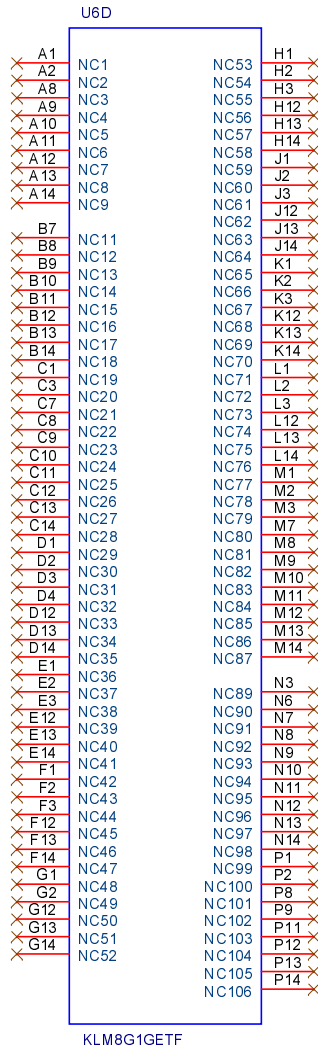 U6D
A1 NC1 NC53 H1
A2 NC2 NC54 H2
A8 NC3 NC55 H3
A9 NC4 NC56 H12
A10 NC5 NC57 H13
A11 NC6 NC58 H14
A12 NC7 NC59 J1
A13 NC8 NC60 J2
A14 NC9 NC61 J3
NC62 J12
B7 NC11 NC63 J13
B8 NC12 NC64 J14
B9 NC13 NC65 K1
B10 NC14 NC66 K2
B11 NC15 NC67 K3
B12 NC16 NC68 K12
B13 NC17 NC69 K13
B14 NC18 NC70 K14
C1 NC19 NC71 L1
C3 NC20 NC72 L2
C7 NC21 NC73 L3
C8 NC22 NC74 L12
C9 NC23 NC75 L13
C10 NC24 NC76 L14
C11 NC25 NC77 M1
C12 NC26 NC78 M2
C13 NC27 NC79 M3
C14 NC28 NC80 M7
D1 NC29 NC81 M8
D2 NC30 NC82 M9
D3 NC31 NC83 M10
D4 NC32 NC84 M11
D12 NC33 NC85 M12
D13 NC34 NC86 M13
D14 NC35 NC87 M14
E1 NC36
E2 NC37 NC89 N3
E3 NC38 NC90 N6
E12 NC39 NC91 N7
E13 NC40 NC92 N8
E14 NC41 NC93 N9
F1 NC42 NC94 N10
F2 NC43 NC95 N11
F3 NC44 NC96 N12
F12 NC45 NC97 N13
F13 NC46 NC98 N14
F14 NC47 NC99 P1
G1 NC48 NC100 P2
G2 NC49 NC101 P8
G12 NC50 NC102 P9
G13 NC51 NC103 P11
G14 NC52 NC104 P12
NC105 P13
NC106 P14
KLM8G1GETF